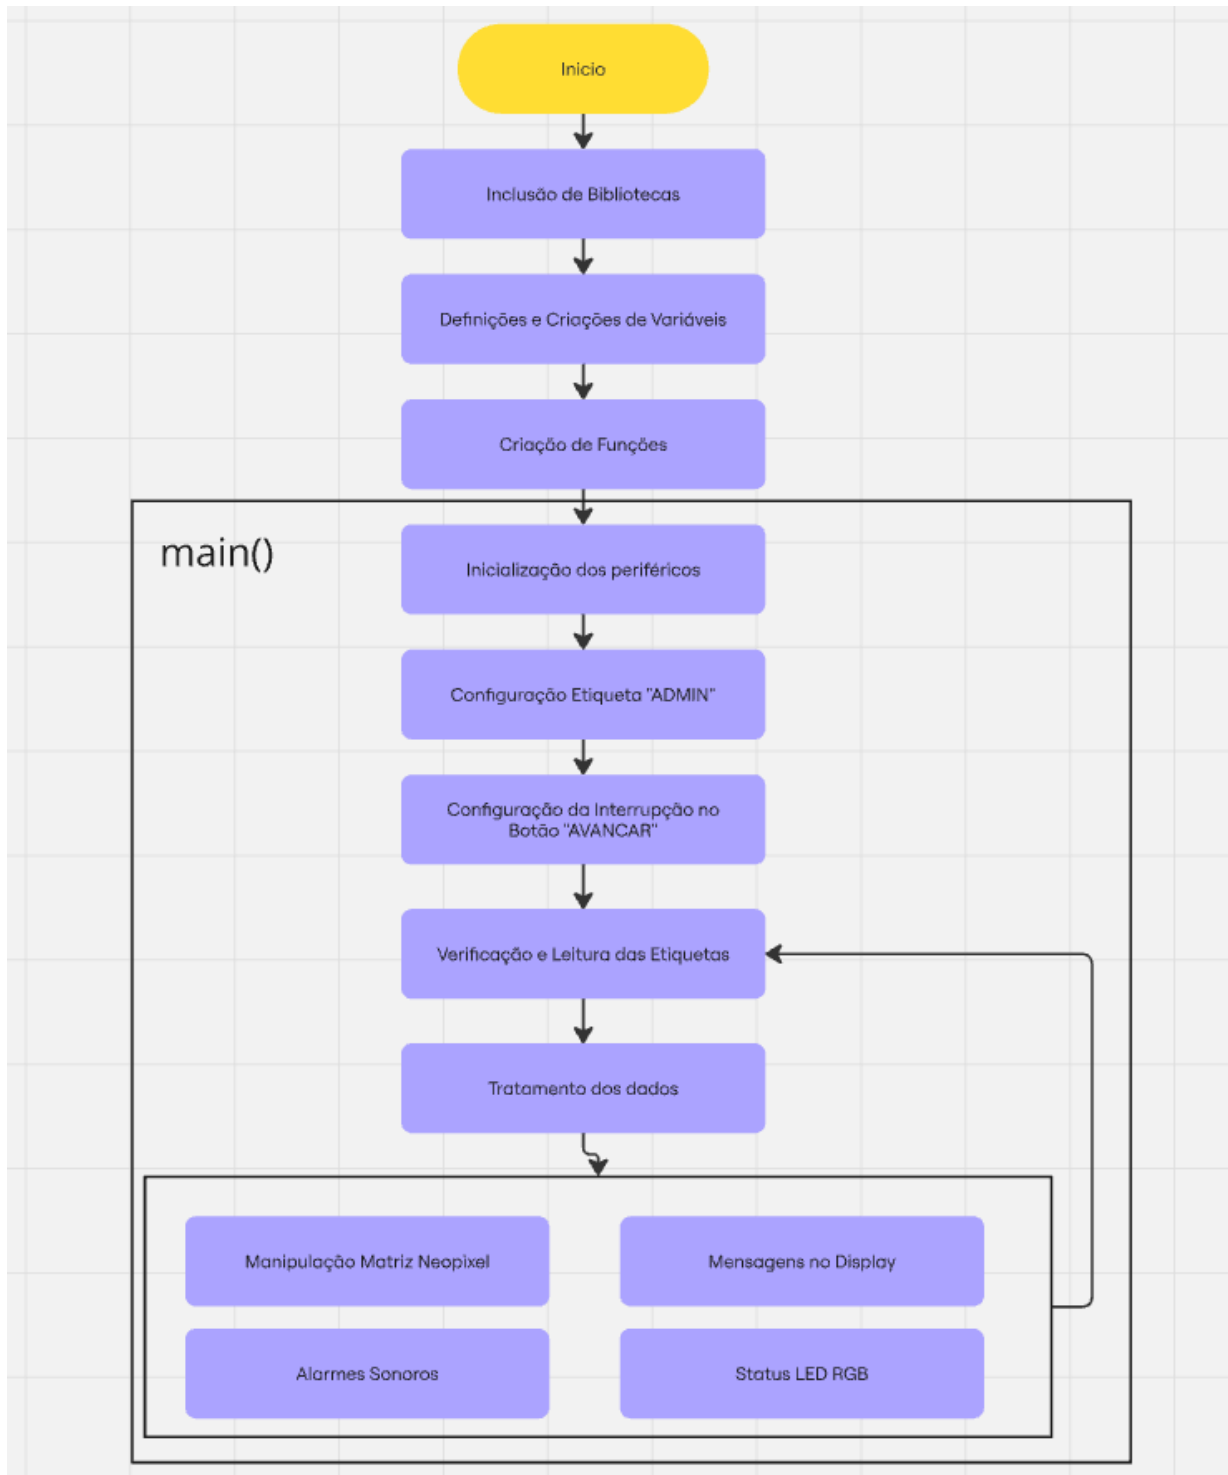 Inicio
Inclusão de Bibliotecas
Definições e Criações de Variáveis
Criação de Funções
main()
Inicialização dos periféricos
Configuração Etiqueta "ADMIN"
Configuração da Interrupção no
Botão "AVANCAR"
Verificação e Leitura das Etiquetas
Tratamento dos dados
Manipulação Matriz Neopixel
Mensagens no Display
Alarmes Sonoros
Status LED RGB